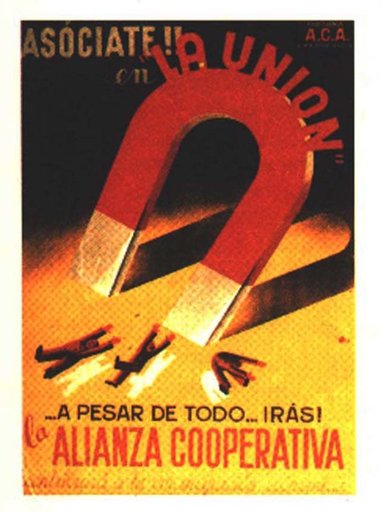 A.C.A.
ASÓCIATE!!
en "LA UNION"
...A PESAR DE TODO... IRÁS!
la ALIANZA COOPERATIVA